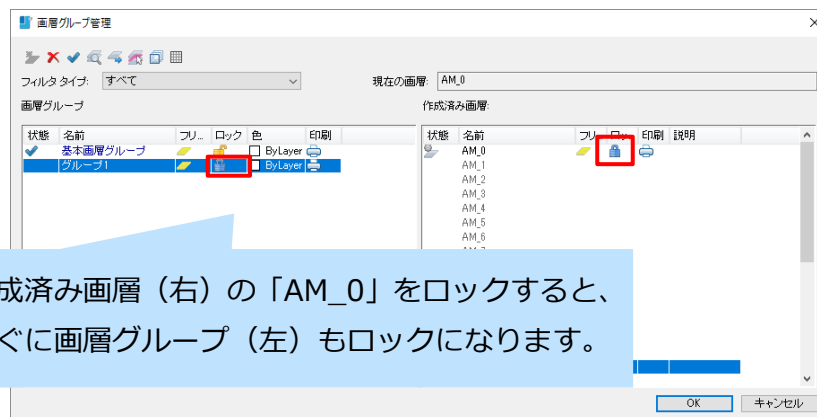 画層グループ管理
フィルタ タイプ: すべて
現在の画層: AM_0
画層グループ
作成済み画層:
状態 名前 フリ... ロック 色 印刷
基本画層グループ ByLayer
グループ1 ByLayer
状態 名前 フリ... ロッ... 印刷 説明
AM_0
AM_1
AM_2
AM_3
AM_4
AM_5
AM_6
成済み画層（右）の「AM_0」をロックすると、
ぐに画層グループ（左）もロックになります。
OK キャンセル